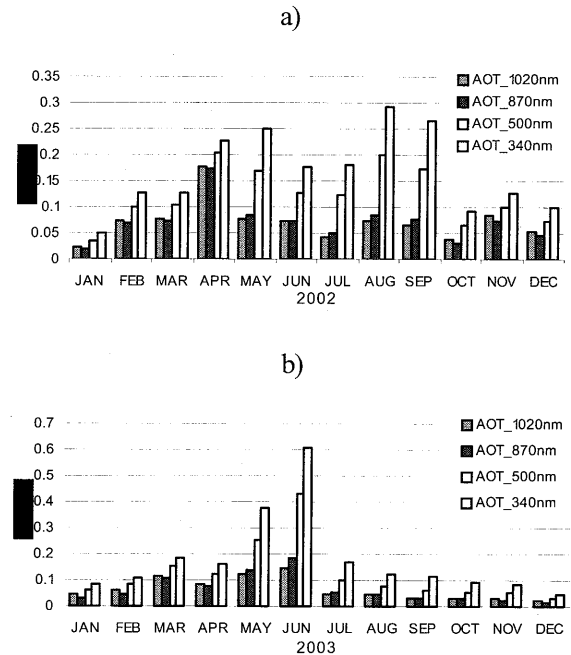 a)
AOT_1020nm
AOT_870nm
AOT_500nm
AOT_340nm
0.35
0.3
0.25
0.2
0.15
0.1
0.05
0
JAN FEB MAR APR MAY JUN JUL AUG SEP OCT NOV DEC
2002
b)
AOT_1020nm
AOT_870nm
AOT_500nm
AOT_340nm
0.7
0.6
0.5
0.4
0.3
0.2
0.1
0
JAN FEB MAR APR MAY JUN JUL AUG SEP OCT NOV DEC
2003